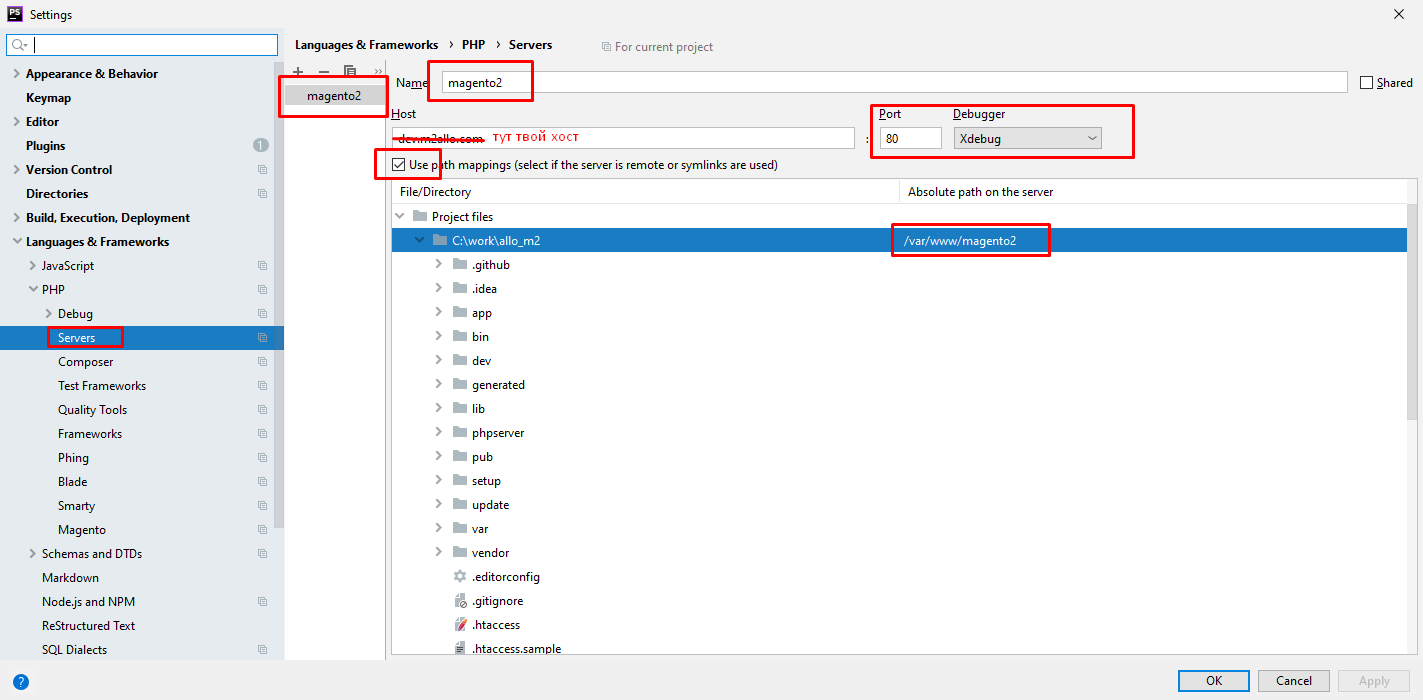 PS Settings
Languages & Frameworks › PHP › Servers For current project
Appearance & Behavior
Keymap
Editor
Plugins 1
Version Control
Directories
Build, Execution, Deployment
Languages & Frameworks
JavaScript
PHP
Debug
Servers
Composer
Test Frameworks
Quality Tools
Frameworks
Phing
Blade
Smarty
Magento
Schemas and DTDs
Markdown
Node.js and NPM
ReStructured Text
SQL Dialects
magento2
Name magento2 Shared
Host Port Debugger
dev.m2allo.com тут твой хост : 80 Xdebug
Use path mappings (select if the server is remote or symlinks are used)
File/Directory Absolute path on the server
Project files
C:\work\allo_m2 /var/www/magento2
.github
.idea
app
bin
dev
generated
lib
phpserver
pub
setup
update
var
vendor
.editorconfig
.gitignore
.htaccess
.htaccess.sample
? OK Cancel Apply